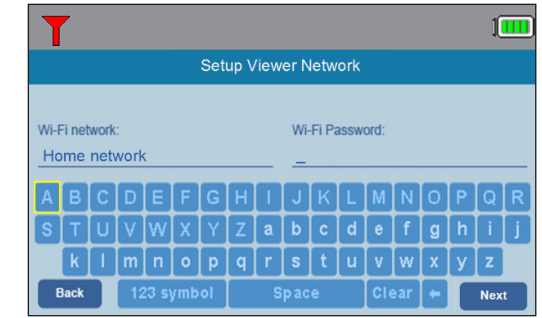 Setup Viewer Network
Wi-Fi network: Wi-Fi Password:
Home network _
A B C D E F G H I J K L M N O P Q R
S T U V W X Y Z a b c d e f g h i j
k l m n o p q r s t u v w x y z
Back 123 symbol Space Clear ← Next